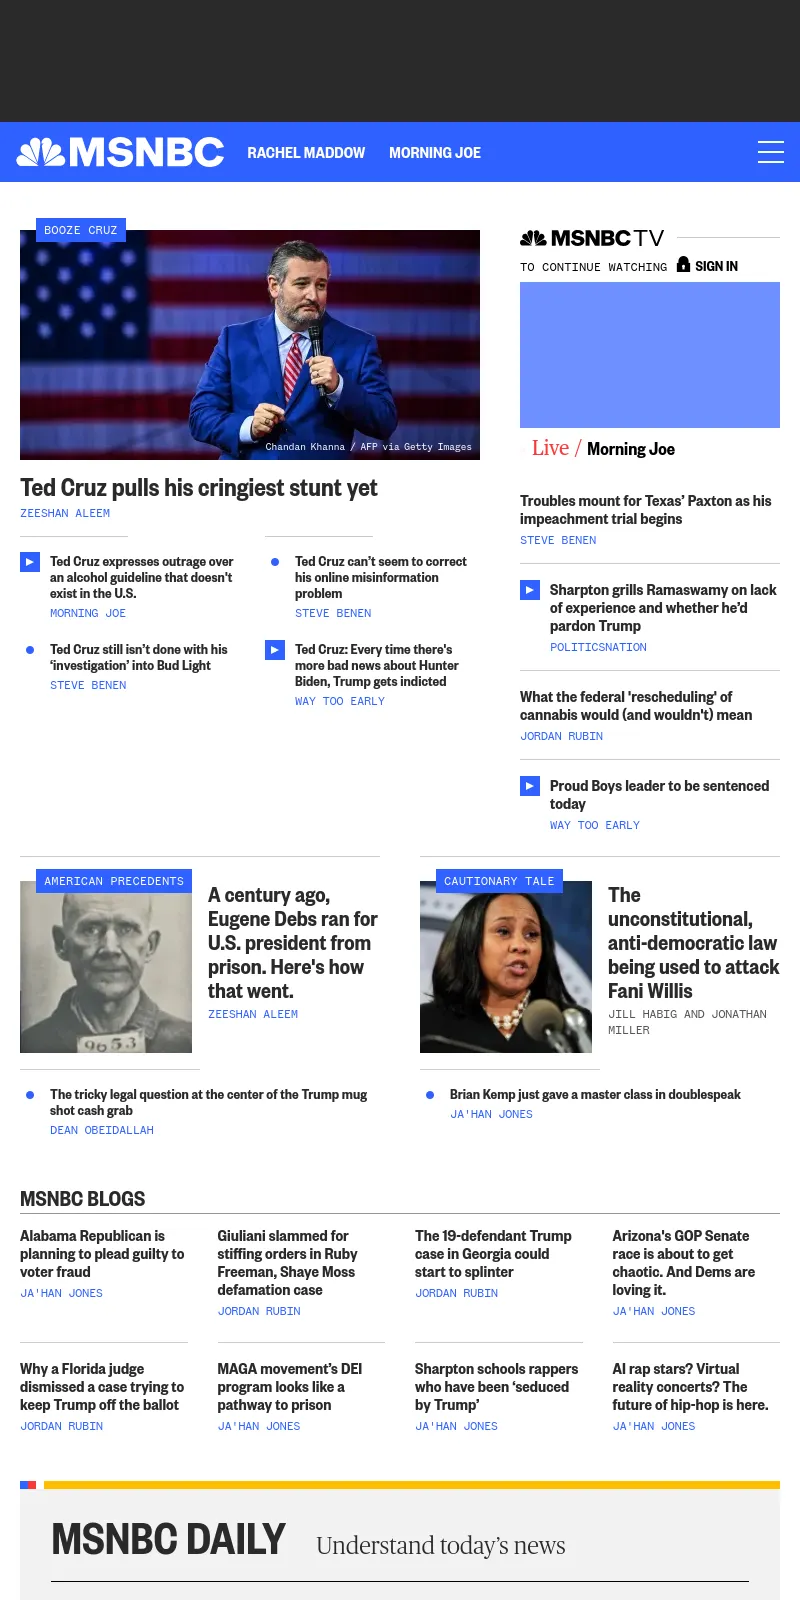 MSNBC
RACHEL MADDOW
MORNING JOE
BOOZE CRUZ
Chandan Khanna / AFP via Getty Images
Ted Cruz pulls his cringiest stunt yet
ZEESHAN ALEEM
Ted Cruz expresses outrage over
an alcohol guideline that doesn't
exist in the U.S.
MORNING JOE
Ted Cruz can’t seem to correct
his online misinformation
problem
STEVE BENEN
Ted Cruz still isn’t done with his
‘investigation’ into Bud Light
STEVE BENEN
Ted Cruz: Every time there's
more bad news about Hunter
Biden, Trump gets indicted
WAY TOO EARLY
MSNBC TV
TO CONTINUE WATCHING SIGN IN
Live / Morning Joe
Troubles mount for Texas’ Paxton as his
impeachment trial begins
STEVE BENEN
Sharpton grills Ramaswamy on lack
of experience and whether he’d
pardon Trump
POLITICSNATION
What the federal 'rescheduling' of
cannabis would (and wouldn't) mean
JORDAN RUBIN
Proud Boys leader to be sentenced
today
WAY TOO EARLY
AMERICAN PRECEDENTS
9653
A century ago,
Eugene Debs ran for
U.S. president from
prison. Here's how
that went.
ZEESHAN ALEEM
The tricky legal question at the center of the Trump mug
shot cash grab
DEAN OBEIDALLAH
CAUTIONARY TALE
The
unconstitutional,
anti-democratic law
being used to attack
Fani Willis
JILL HABIG AND JONATHAN
MILLER
Brian Kemp just gave a master class in doublespeak
JA'HAN JONES
MSNBC BLOGS
Alabama Republican is
planning to plead guilty to
voter fraud
JA'HAN JONES
Giuliani slammed for
stiffing orders in Ruby
Freeman, Shaye Moss
defamation case
JORDAN RUBIN
The 19-defendant Trump
case in Georgia could
start to splinter
JORDAN RUBIN
Arizona's GOP Senate
race is about to get
chaotic. And Dems are
loving it.
JA'HAN JONES
Why a Florida judge
dismissed a case trying to
keep Trump off the ballot
JORDAN RUBIN
MAGA movement’s DEI
program looks like a
pathway to prison
JA'HAN JONES
Sharpton schools rappers
who have been ‘seduced
by Trump’
JA'HAN JONES
AI rap stars? Virtual
reality concerts? The
future of hip-hop is here.
JA'HAN JONES
MSNBC DAILY
Understand today’s news